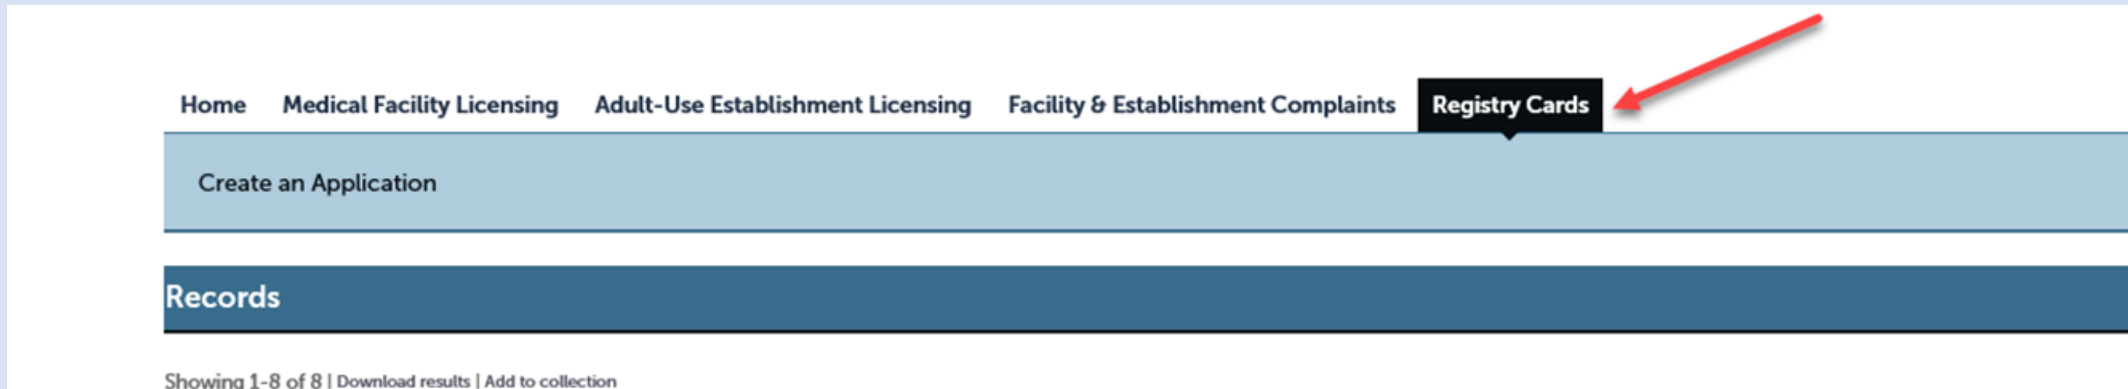 Home Medical Facility Licensing Adult-Use Establishment Licensing Facility & Establishment Complaints Registry Cards
Create an Application
Records
Showing 1-8 of 8 | Download results | Add to collection